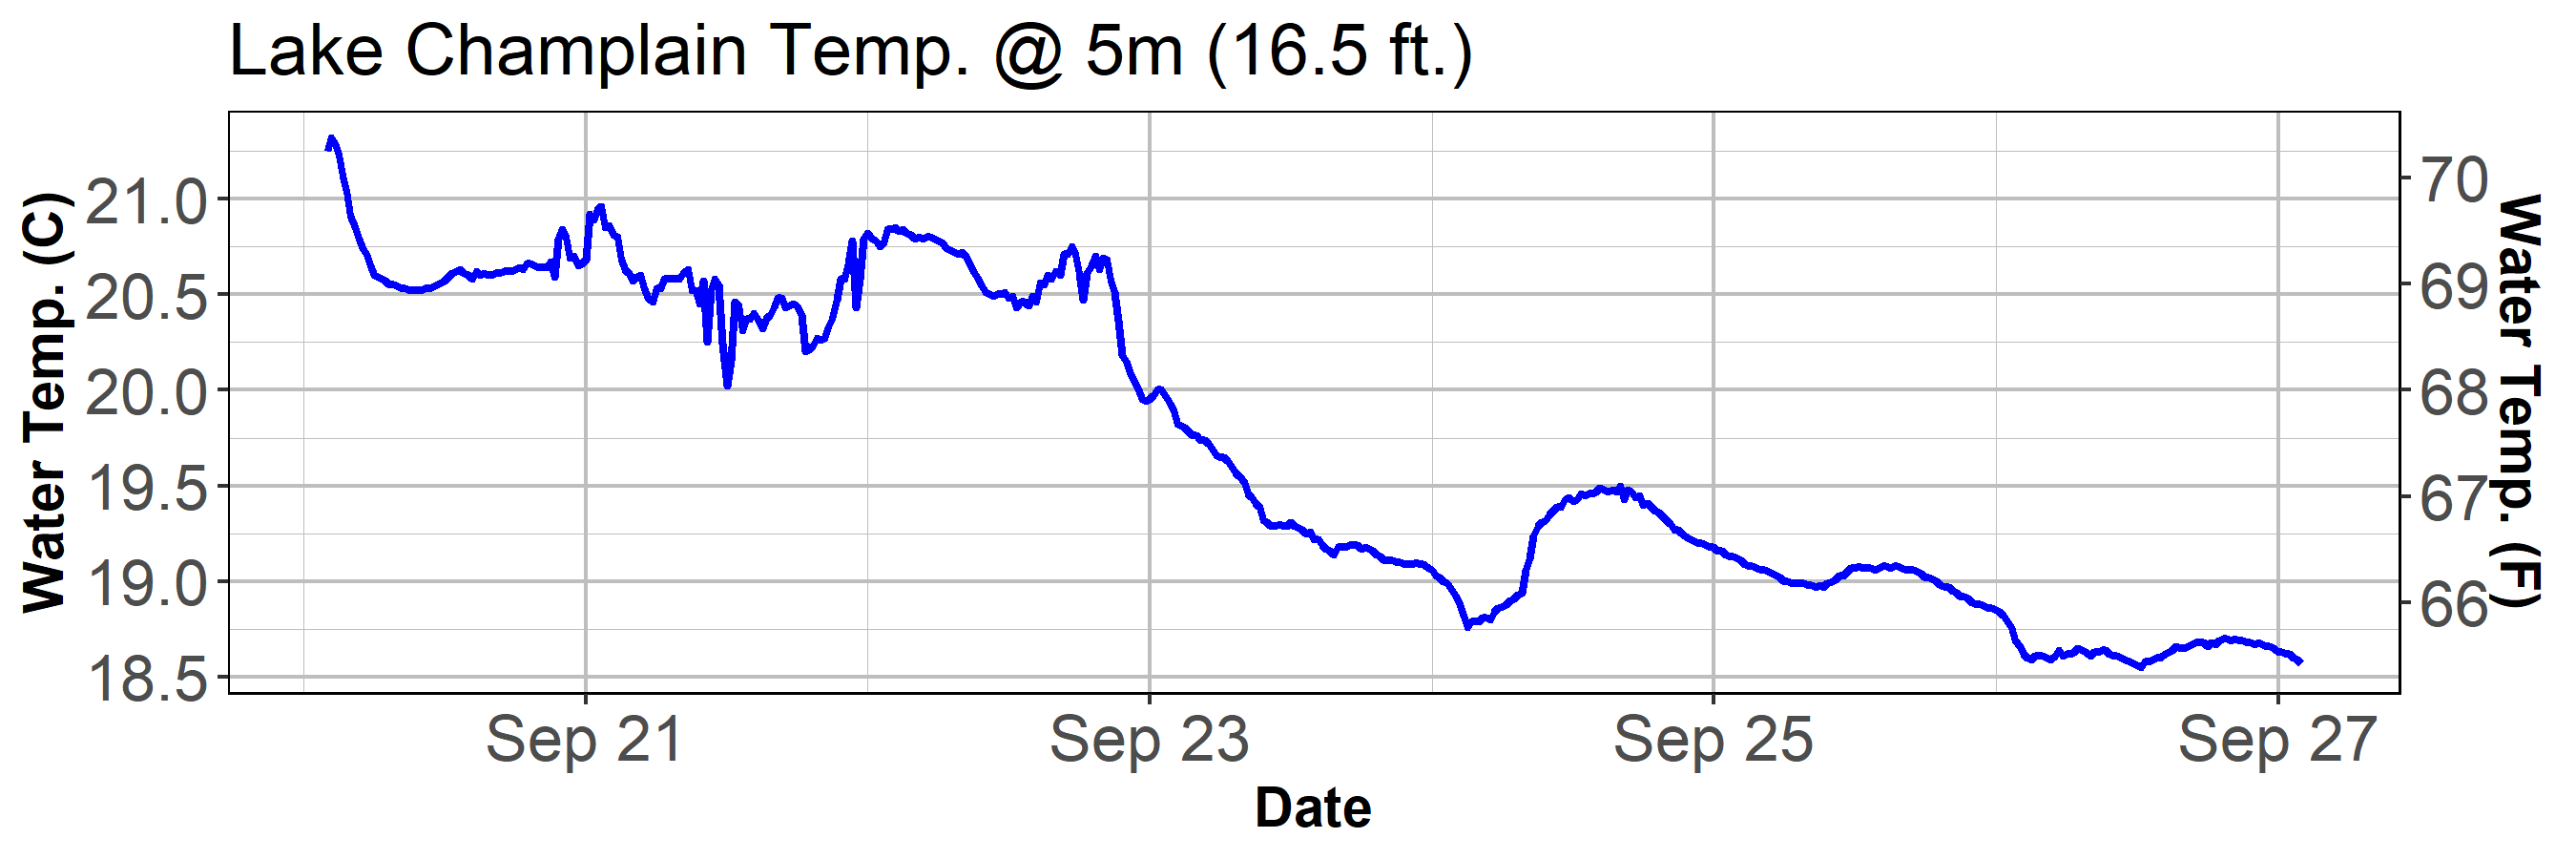 Lake Champlain Temp. @ 5m (16.5 ft.)
Water Temp. (C)
21.0
20.5
20.0
19.5
19.0
18.5
70
69
68
67
66
Water Temp. (F)
Sep 21
Sep 23
Sep 25
Sep 27
Date